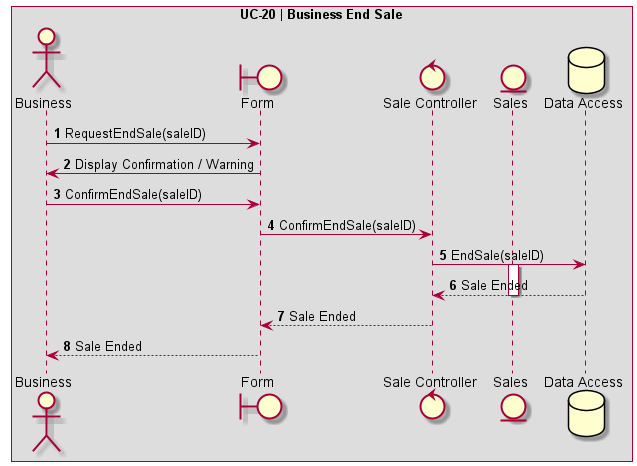 UC-20 | Business End Sale
Business
Form
Sale Controller
Sales
Data Access
1 RequestEndSale(saleID)
2 Display Confirmation / Warning
3 ConfirmEndSale(saleID)
4 ConfirmEndSale(saleID)
5 EndSale(saleID)
6 Sale Ended
7 Sale Ended
8 Sale Ended
Business
Form
Sale Controller
Sales
Data Access